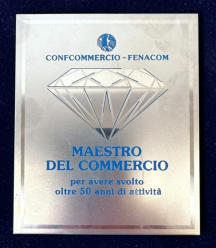 CONFCOMMERCIO - FENACOM
MAESTRO
DEL COMMERCIO
per avere svolto
oltre 50 anni di attività